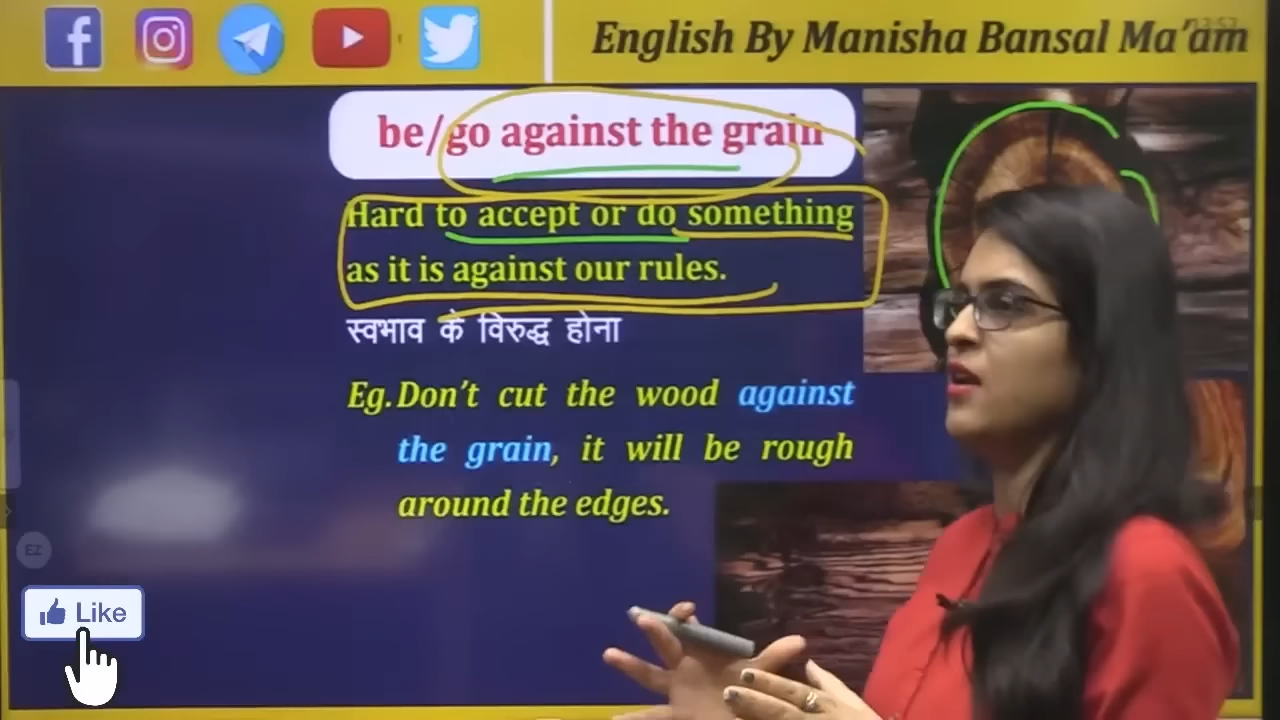 English By Manisha Bansal Ma'am
be/go against the grain
Hard to accept or do something
as it is against our rules.
स्वभाव के विरुद्ध होना
Eg. Don't cut the wood against
the grain, it will be rough
around the edges.
EZ
Like